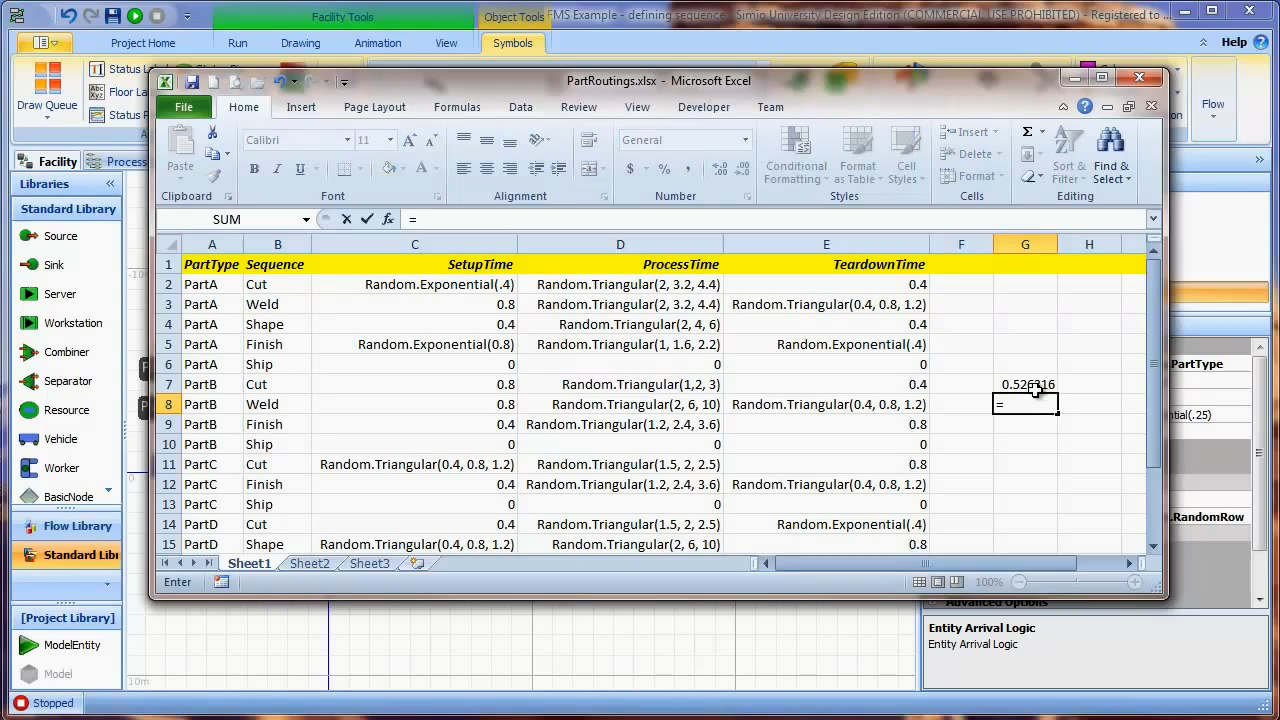 Facility Tools
Object Tools
FMS Example - defining sequence - Simio University Design Edition (COMMERCIAL USE PROHIBITED) - Registered to ...
Project Home Run Drawing Animation View Symbols Help
Draw Queue
Status La
Floor Lab
Status P
Flow
PartRoutings.xlsx - Microsoft Excel
File Home Insert Page Layout Formulas Data Review View Developer Team
Paste
Calibri 11
General
Conditional Formatting
Format as Table
Cell Styles
Insert
Delete
Format
Sort & Filter
Find & Select
Clipboard Font Alignment Number Styles Cells Editing
SUM =
A B C D E F G H
1 PartType Sequence SetupTime ProcessTime TeardownTime
2 PartA Cut Random.Exponential(.4) Random.Triangular(2, 3.2, 4.4) 0.4
3 PartA Weld 0.8 Random.Triangular(2, 3.2, 4.4) Random.Triangular(0.4, 0.8, 1.2)
4 PartA Shape 0.4 Random.Triangular(2, 4, 6) 0.4
5 PartA Finish Random.Exponential(0.8) Random.Triangular(1, 1.6, 2.2) Random.Exponential(.4)
6 PartA Ship 0 0 0
7 PartB Cut 0.8 Random.Triangular(1,2, 3) 0.4 0.526316
8 PartB Weld 0.8 Random.Triangular(2, 6, 10) Random.Triangular(0.4, 0.8, 1.2) =
9 PartB Finish 0.4 Random.Triangular(1.2, 2.4, 3.6) 0.8
10 PartB Ship 0 0 0
11 PartC Cut Random.Triangular(0.4, 0.8, 1.2) Random.Triangular(1.5, 2, 2.5) 0.8
12 PartC Finish 0.4 Random.Triangular(1.2, 2.4, 3.6) Random.Triangular(0.4, 0.8, 1.2)
13 PartC Ship 0 0 0
14 PartD Cut 0.4 Random.Triangular(1.5, 2, 2.5) Random.Exponential(.4)
15 PartD Shape Random.Triangular(0.4, 0.8, 1.2) Random.Triangular(2, 6, 10) 0.8
Sheet1 Sheet2 Sheet3
Enter 100%
Facility Process
Libraries
Standard Library
Source
Sink
Server
Workstation
Combiner
Separator
Resource
Vehicle
Worker
BasicNode
Flow Library
Standard Libr
[Project Library]
ModelEntity
Model
Stopped
-10
0
10m
PartType
ntial(.25)
.RandomRow
Advanced Options
Entity Arrival Logic
Entity Arrival Logic